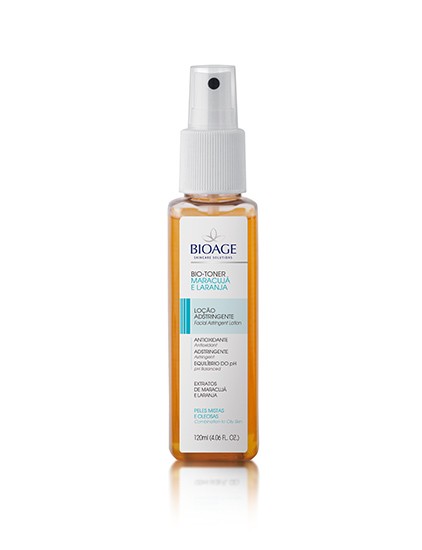 BIOAGE
SKINCARE SOLUTIONS
BIO-TONER
MARACUJÁ
E LARANJA
LOÇÃO
ADSTRINGENTE
Facial Astringent Lotion
ANTIOXIDANTE
Antioxidant
ADSTRINGENTE
Astringent
EQUILÍBRIO DO pH
pH Balanced
EXTRATOS
DE MARACUJÁ
E LARANJA
PELES MISTAS
E OLEOSAS
Combination to Oily Skin
120ml (4.06 FL. OZ.)